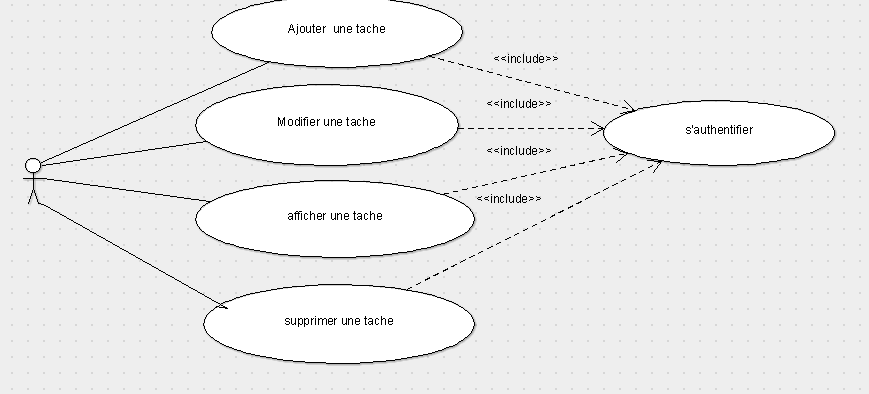 Ajouter une tache
<<include>>
<<include>>
Modifier une tache
s'authentifier
<<include>>
<<include>>
afficher une tache
supprimer une tache